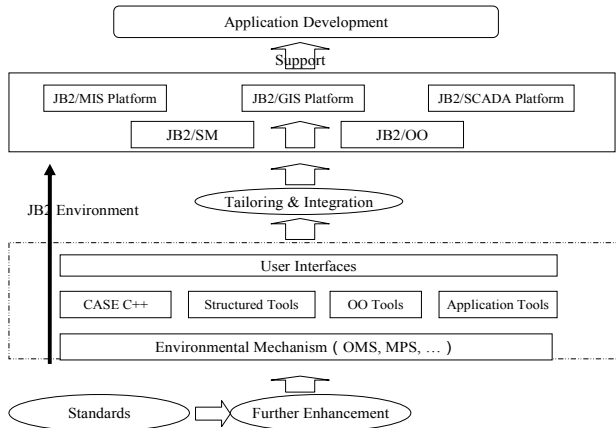 Application Development
Support
JB2/MIS Platform
JB2/GIS Platform
JB2/SCADA Platform
JB2/SM
JB2/OO
JB2 Environment
Tailoring & Integration
User Interfaces
CASE C++
Structured Tools
OO Tools
Application Tools
Environmental Mechanism ( OMS, MPS, … )
Standards
Further Enhancement